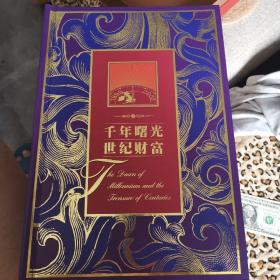 千年曙光
世纪财富
The Dawn of
Millennium and the
Treasure of Centuries